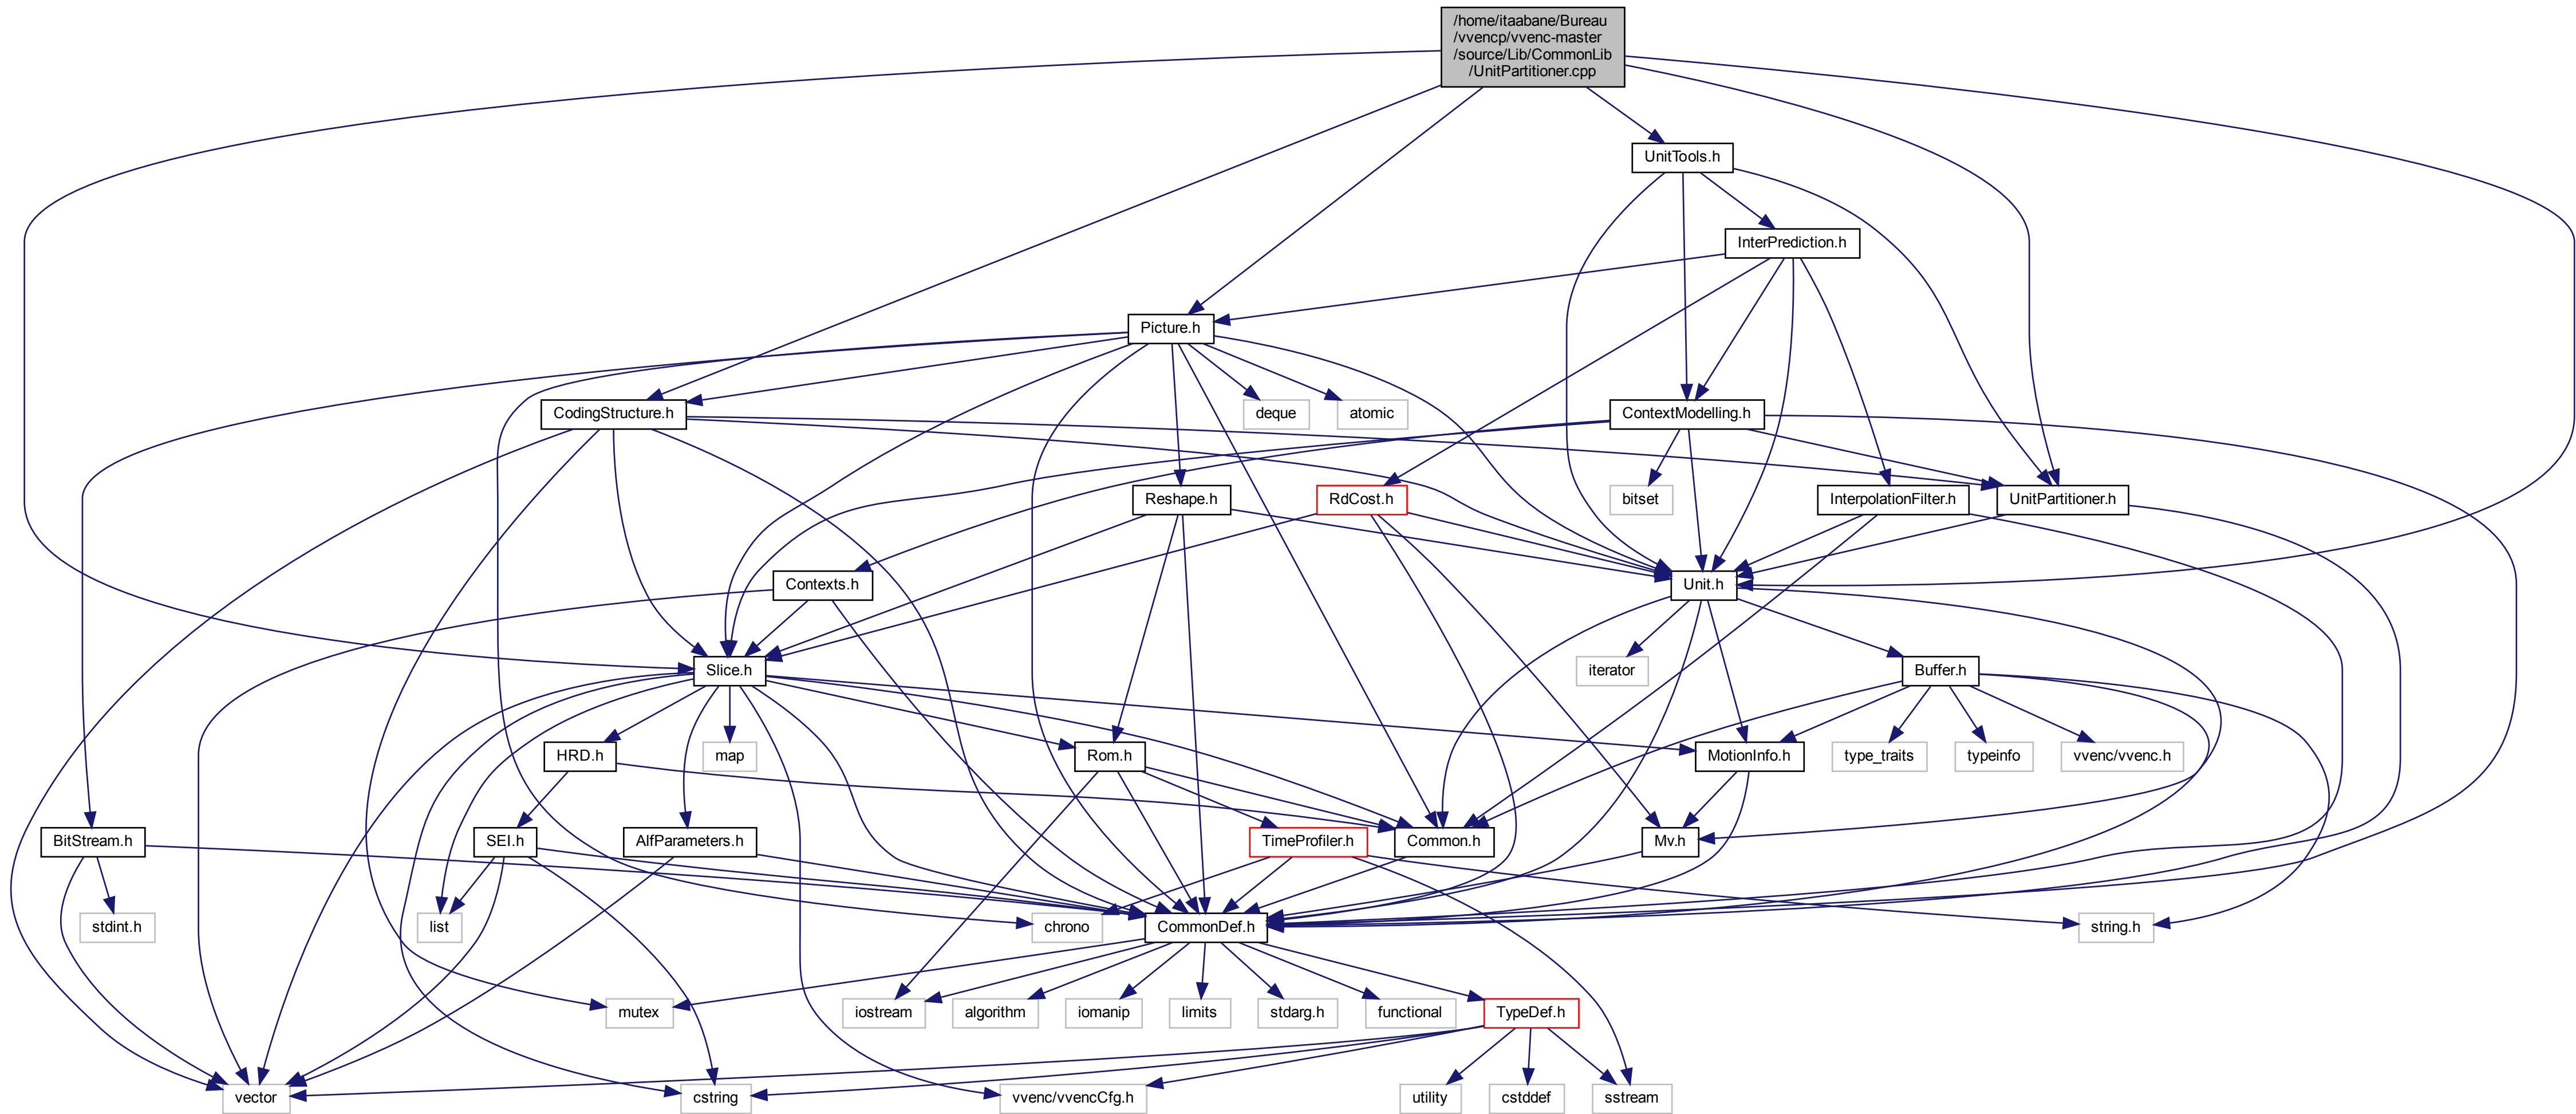 /home/itaabane/Bureau
/vvencp/vvenc-master
/source/Lib/CommonLib
/UnitPartitioner.cpp
UnitTools.h
InterPrediction.h
Picture.h
CodingStructure.h
deque
atomic
ContextModelling.h
Reshape.h
RdCost.h
bitset
InterpolationFilter.h
UnitPartitioner.h
Contexts.h
Unit.h
Slice.h
iterator
Buffer.h
HRD.h
map
Rom.h
MotionInfo.h
type_traits
typeinfo
vvenc/vvenc.h
BitStream.h
SEI.h
AlfParameters.h
TimeProfiler.h
Common.h
Mv.h
stdint.h
list
chrono
CommonDef.h
string.h
mutex
iostream
algorithm
iomanip
limits
stdarg.h
functional
TypeDef.h
vector
cstring
vvenc/vvencCfg.h
utility
cstddef
sstream